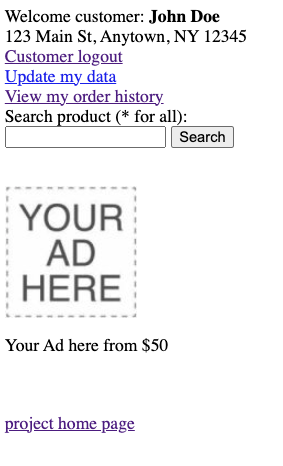 Welcome customer: John Doe
123 Main St, Anytown, NY 12345
Customer logout
Update my data
View my order history
Search product (* for all):
Search
YOUR
AD
HERE
Your Ad here from $50
project home page